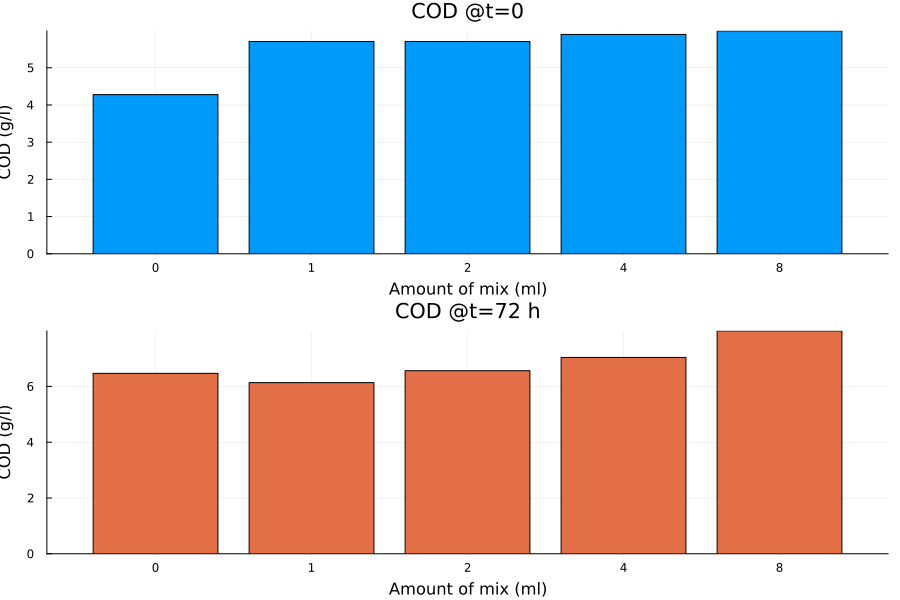 COD @t=0
COD (g/l)
5
4
3
2
1
0
0 1 2 4 8
Amount of mix (ml)
COD @t=72 h
COD (g/l)
6
4
2
0
0 1 2 4 8
Amount of mix (ml)